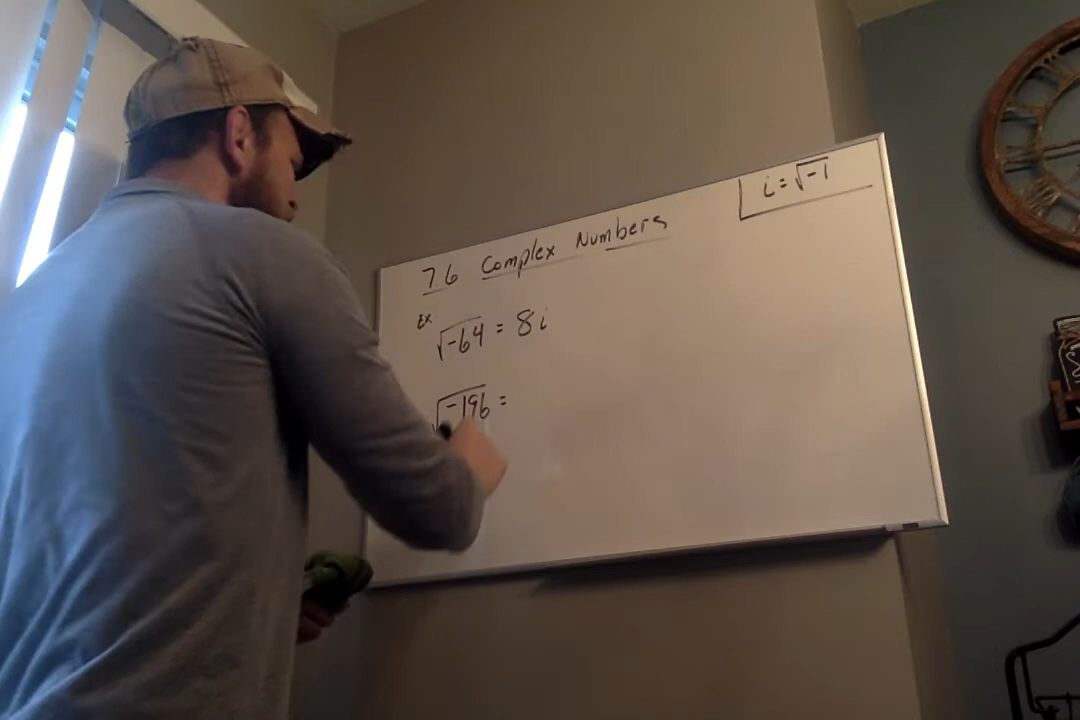 i = √-1
7.6 Complex Numbers
Ex
√-64 = 8i
√-196 =